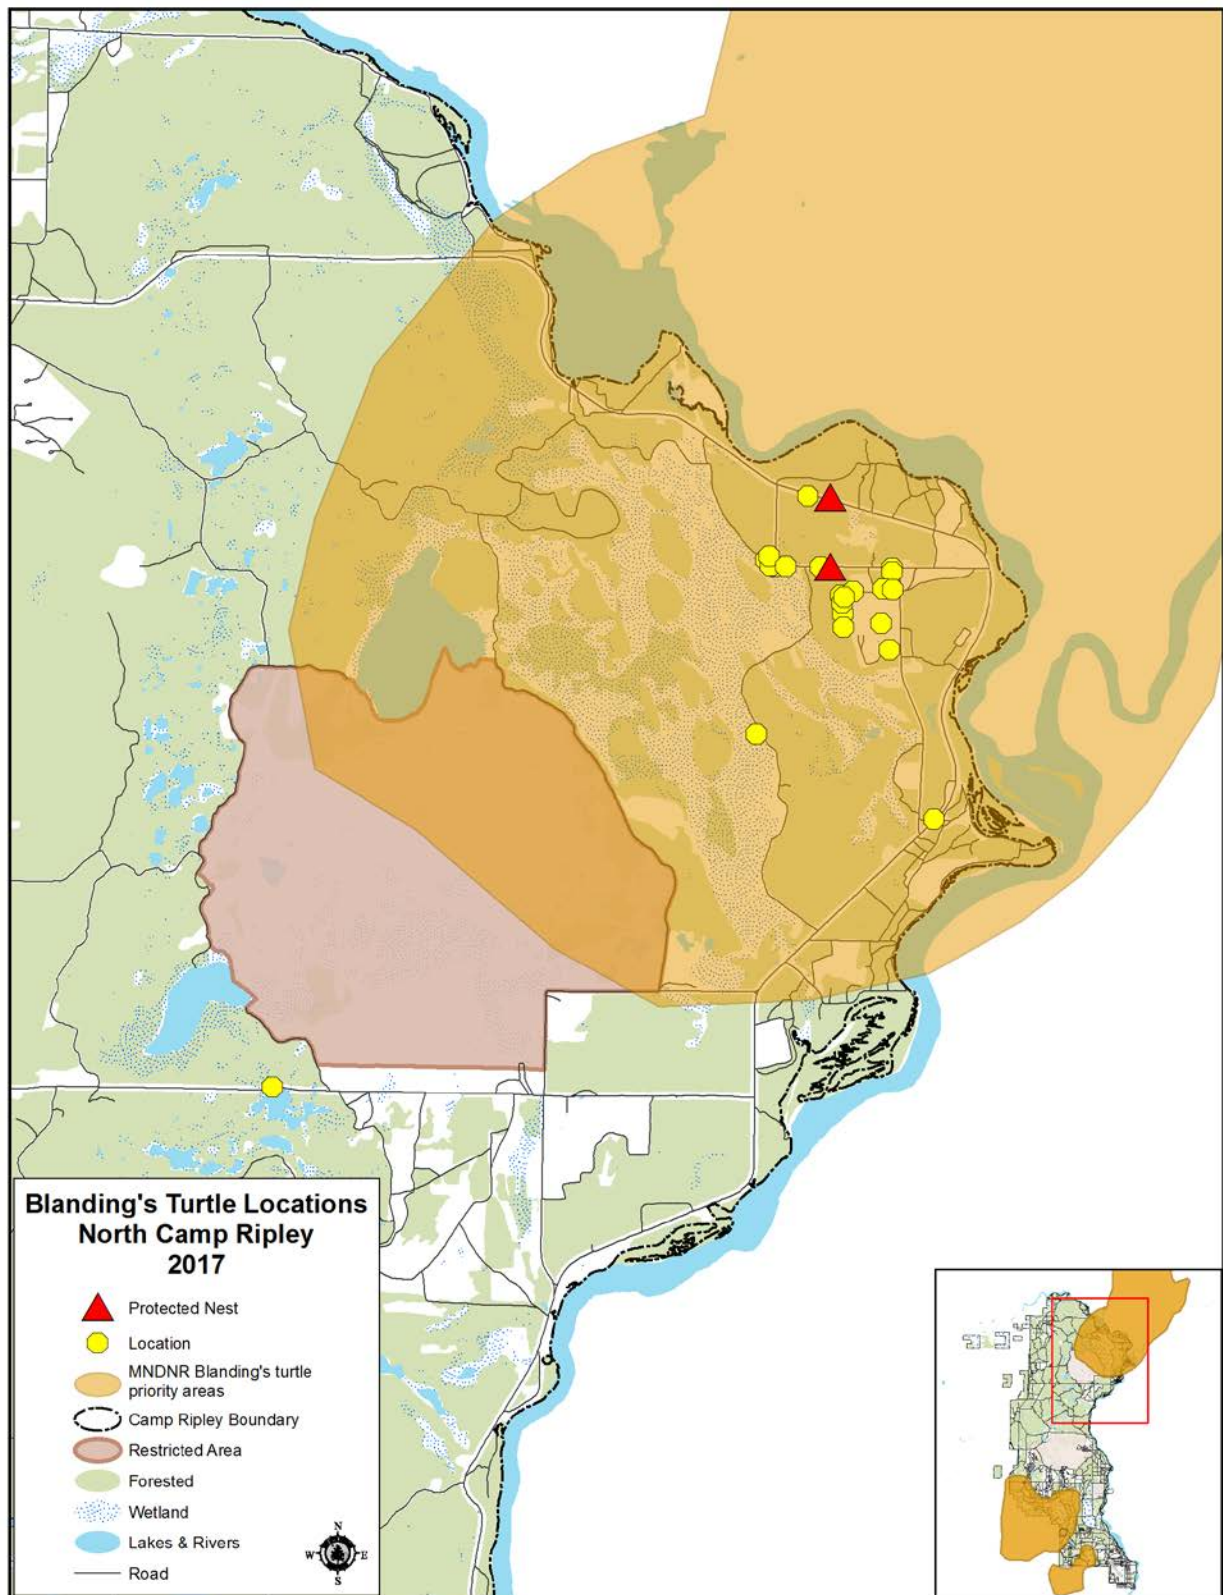 Blanding's Turtle Locations
North Camp Ripley
2017
Protected Nest
Location
MNDNR Blanding's turtle
priority areas
Camp Ripley Boundary
Restricted Area
Forested
Wetland
Lakes & Rivers
Road
N
W E
S